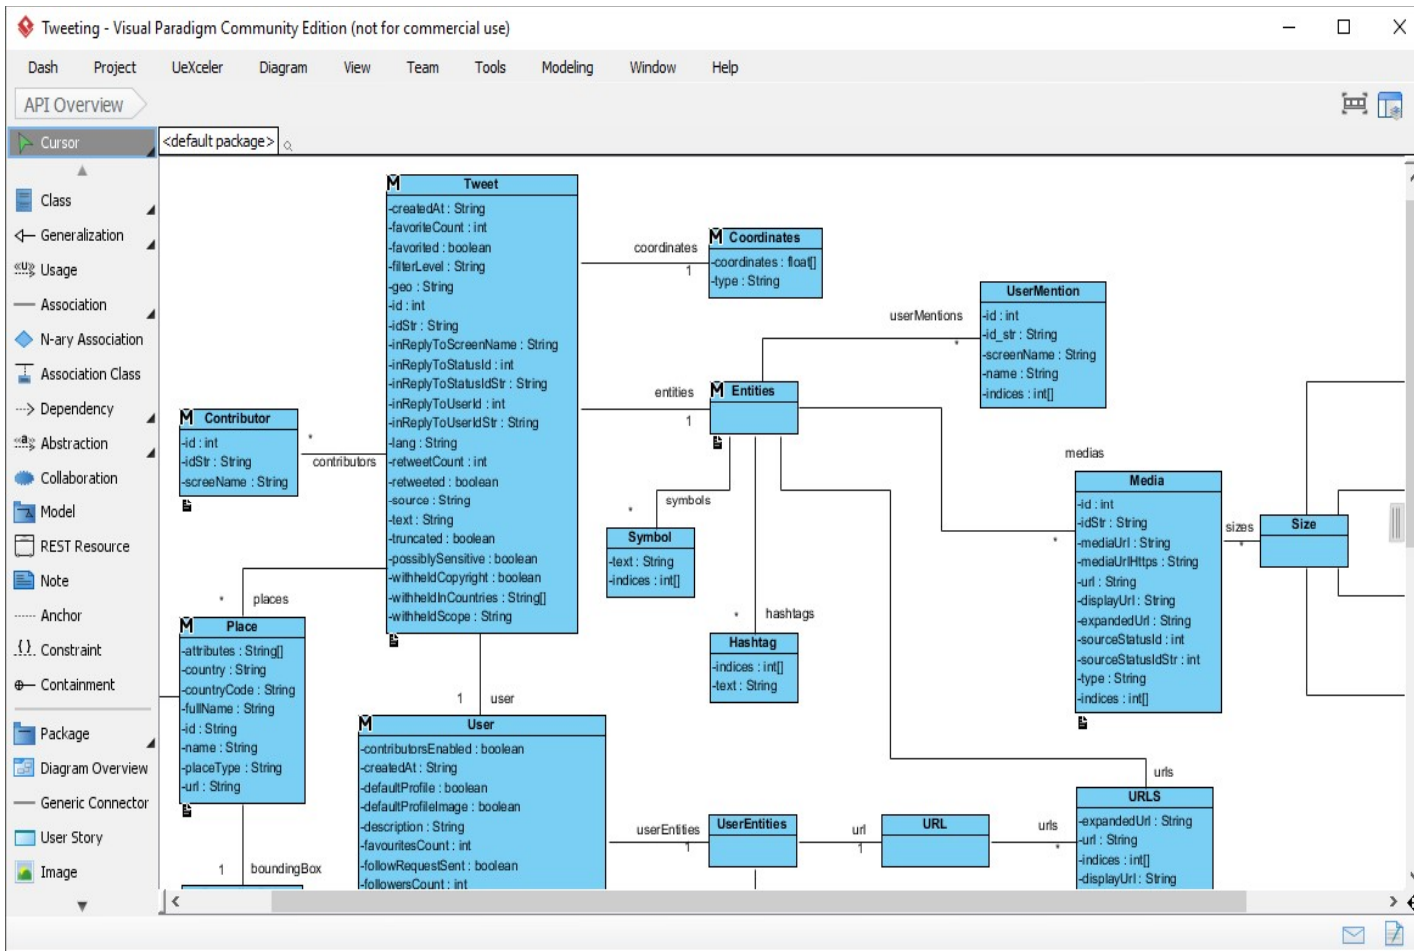 Tweeting - Visual Paradigm Community Edition (not for commercial use)
Dash Project UeXceler Diagram View Team Tools Modeling Window Help
API Overview
Cursor
Class
Generalization
«U» Usage
Association
N-ary Association
Association Class
Dependency
«a» Abstraction
Collaboration
Model
REST Resource
Note
Anchor
{} Constraint
Containment
Package
Diagram Overview
Generic Connector
User Story
Image
<default package>
M Tweet
-createdAt : String
-favoriteCount : int
-favorited : boolean
-filterLevel : String
-geo : String
-id : int
-idStr : String
-inReplyToScreenName : String
-inReplyToStatusId : int
-inReplyToStatusIdStr : String
-inReplyToUserId : int
-inReplyToUserIdStr : String
-lang : String
-retweetCount : int
-retweeted : boolean
-source : String
-text : String
-truncated : boolean
-possiblySensitive : boolean
-withheldCopyright : boolean
-withheldInCountries : String[]
-withheldScope : String
coordinates
1
M Coordinates
-coordinates : float[]
-type : String
userMentions
*
UserMention
-id : int
-id_str : String
-screenName : String
-name : String
-indices : int[]
entities
1
M Entities
M Contributor
-id : int
-idStr : String
-screeName : String
*
contributors
medias
*
Media
-id : int
-idStr : String
-mediaUrl : String
-mediaUrlHttps : String
-url : String
-displayUrl : String
-expandedUrl : String
-sourceStatusId : int
-sourceStatusIdStr : int
-type : String
-indices : int[]
sizes
*
Size
symbols
*
Symbol
-text : String
-indices : int[]
* hashtags
Hashtag
-indices : int[]
-text : String
* places
M Place
-attributes : String[]
-country : String
-countryCode : String
-fullName : String
-id : String
-name : String
-placeType : String
-url : String
1 boundingBox
1 user
M User
-contributorsEnabled : boolean
-createdAt : String
-defaultProfile : boolean
-defaultProfileImage : boolean
-description : String
-favouritesCount : int
-followRequestSent : boolean
-followersCount : int
userEntities
1
UserEntities
url
1
URL
urls
*
urls
URLS
-expandedUrl : String
-url : String
-indices : int[]
-displayUrl : String